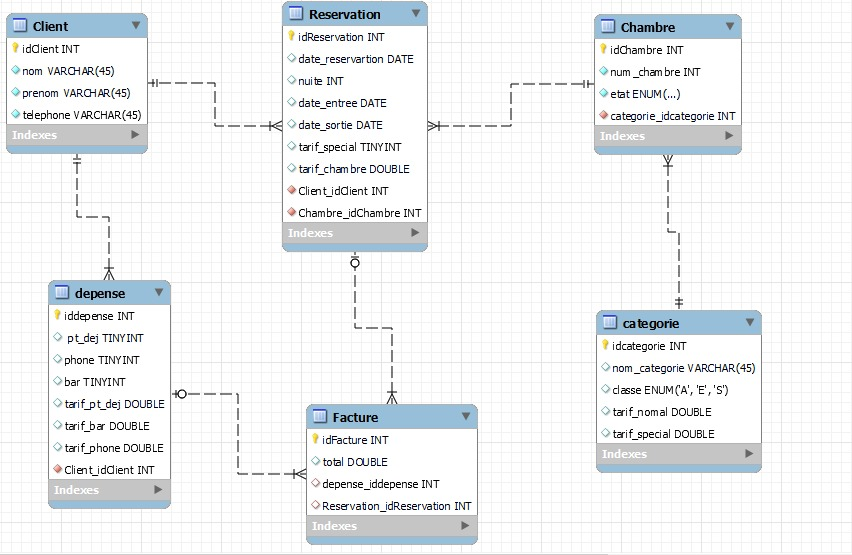 Client
idClient INT
nom VARCHAR(45)
prenom VARCHAR(45)
telephone VARCHAR(45)
Indexes
Reservation
idReservation INT
date_reservartion DATE
nuite INT
date_entree DATE
date_sortie DATE
tarif_special TINYINT
tarif_chambre DOUBLE
Client_idClient INT
Chambre_idChambre INT
Indexes
Chambre
idChambre INT
num_chambre INT
etat ENUM(...)
categorie_idcategorie INT
Indexes
depense
iddepense INT
pt_dej TINYINT
phone TINYINT
bar TINYINT
tarif_pt_dej DOUBLE
tarif_bar DOUBLE
tarif_phone DOUBLE
Client_idClient INT
Indexes
Facture
idFacture INT
total DOUBLE
depense_iddepense INT
Reservation_idReservation INT
Indexes
categorie
idcategorie INT
nom_categorie VARCHAR(45)
classe ENUM('A', 'E', 'S')
tarif_nomal DOUBLE
tarif_special DOUBLE
Indexes